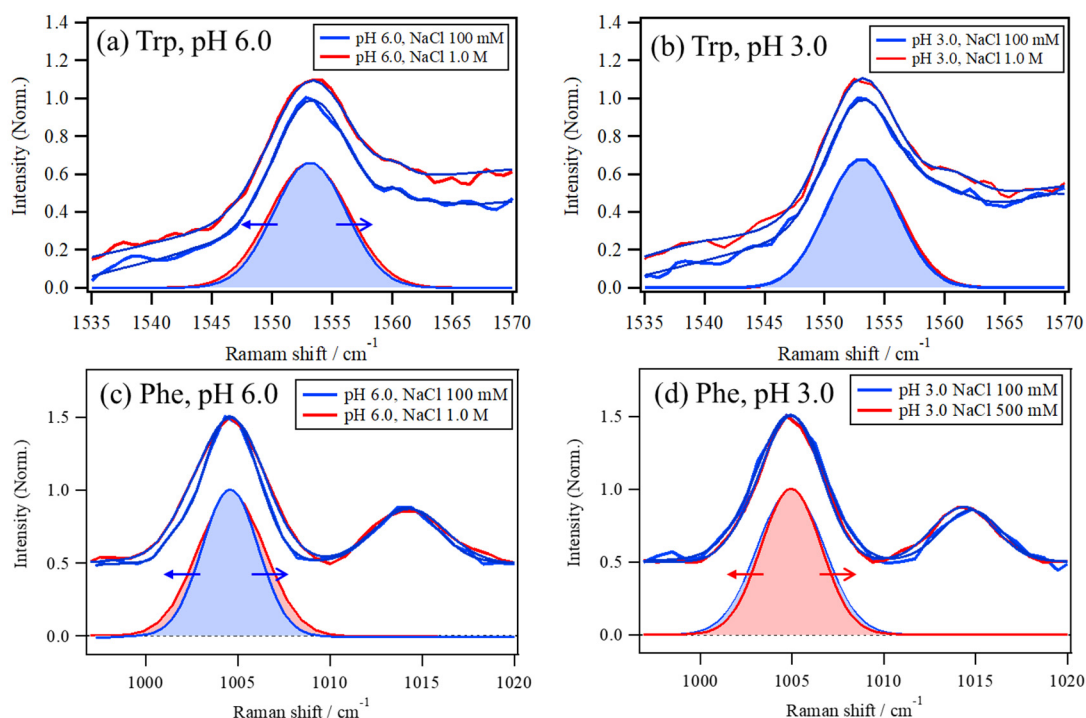 (a) Trp, pH 6.0
pH 6.0, NaCl 100 mM
pH 6.0, NaCl 1.0 M
Intensity (Norm.)
1.4
1.2
1.0
0.8
0.6
0.4
0.2
0.0
1535 1540 1545 1550 1555 1560 1565 1570
Ramam shift / cm-1
(b) Trp, pH 3.0
pH 3.0, NaCl 100 mM
pH 3.0, NaCl 1.0 M
Intensity (Norm.)
1.4
1.2
1.0
0.8
0.6
0.4
0.2
0.0
1535 1540 1545 1550 1555 1560 1565 1570
Ramam shift / cm-1
(c) Phe, pH 6.0
pH 6.0, NaCl 100 mM
pH 6.0, NaCl 1.0 M
Intensity (Norm.)
1.5
1.0
0.5
0.0
1000 1005 1010 1015 1020
Raman shift / cm-1
(d) Phe, pH 3.0
pH 3.0 NaCl 100 mM
pH 3.0 NaCl 500 mM
Intensity (Norm.)
1.5
1.0
0.5
0.0
1000 1005 1010 1015 1020
Raman shift / cm-1